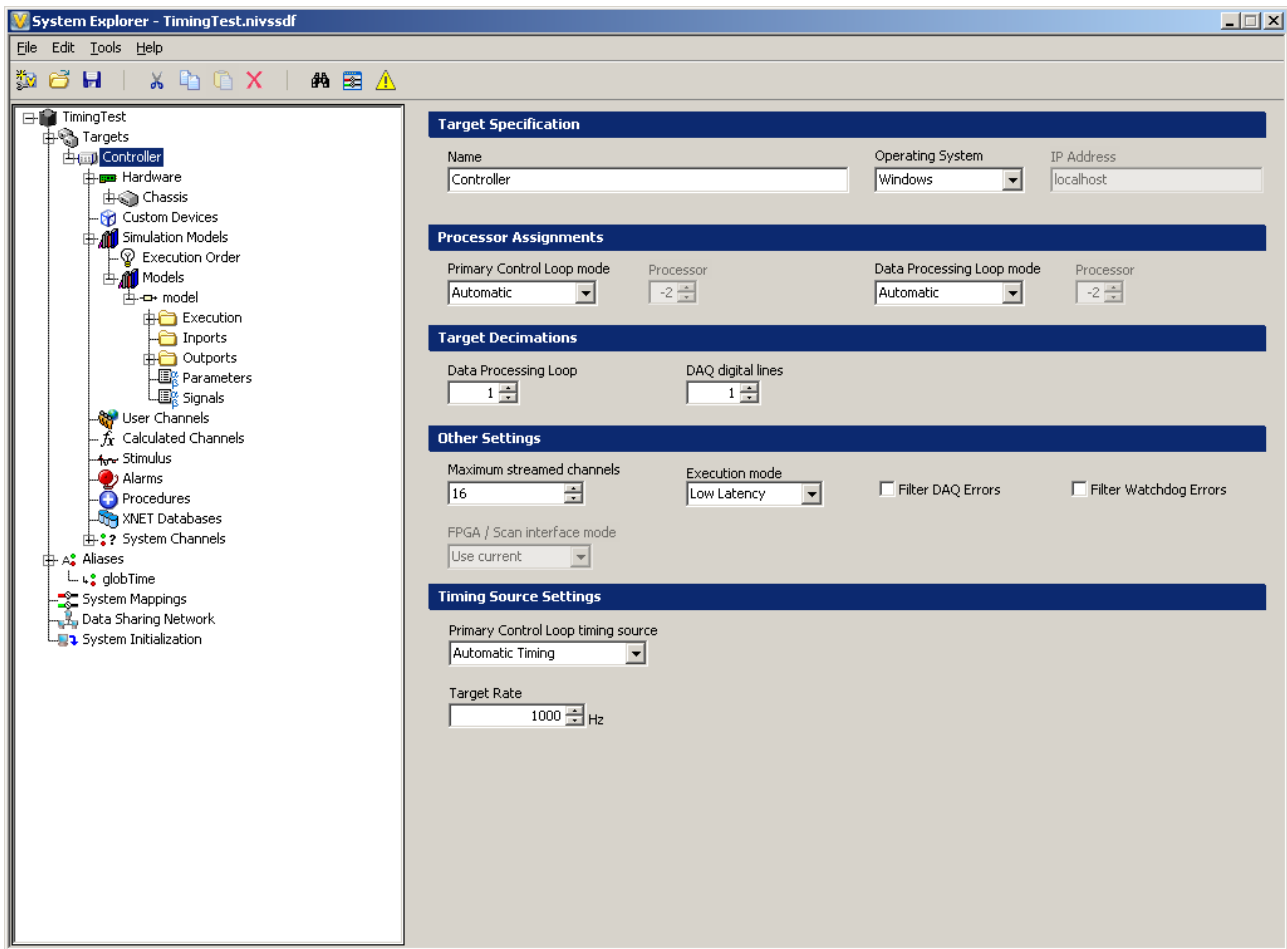 System Explorer - TimingTest.nivssdf
File Edit Tools Help
TimingTest
Targets
Controller
Hardware
Chassis
Custom Devices
Simulation Models
Execution Order
Models
model
Execution
Inports
Outports
Parameters
Signals
User Channels
Calculated Channels
Stimulus
Alarms
Procedures
XNET Databases
System Channels
Aliases
globTime
System Mappings
Data Sharing Network
System Initialization
Target Specification
Name Operating System IP Address
Controller Windows localhost
Processor Assignments
Primary Control Loop mode Processor Data Processing Loop mode Processor
Automatic -2 Automatic -2
Target Decimations
Data Processing Loop DAQ digital lines
1 1
Other Settings
Maximum streamed channels Execution mode
16 Low Latency Filter DAQ Errors Filter Watchdog Errors
FPGA / Scan interface mode
Use current
Timing Source Settings
Primary Control Loop timing source
Automatic Timing
Target Rate
1000 Hz